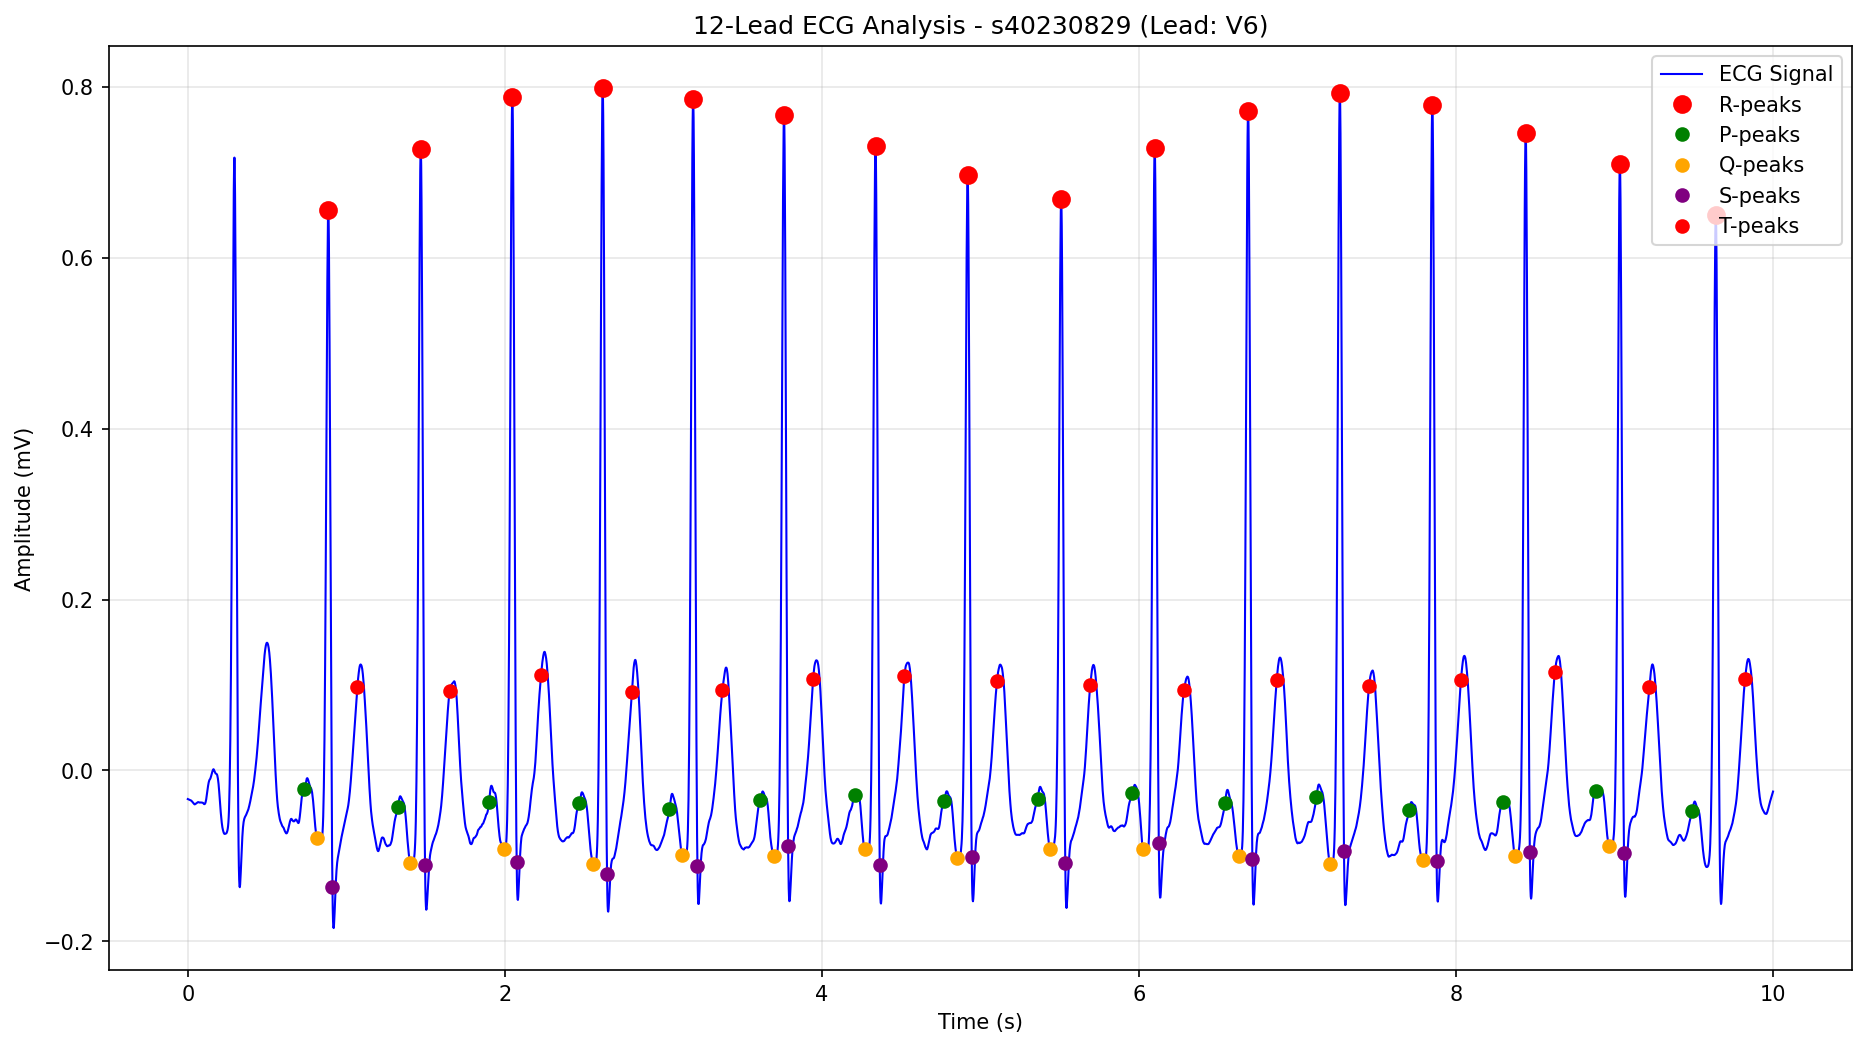 12-Lead ECG Analysis - s40230829 (Lead: V6)
ECG Signal
R-peaks
P-peaks
Q-peaks
S-peaks
T-peaks
Amplitude (mV)
0.8
0.6
0.4
0.2
0.0
−0.2
0 2 4 6 8 10
Time (s)